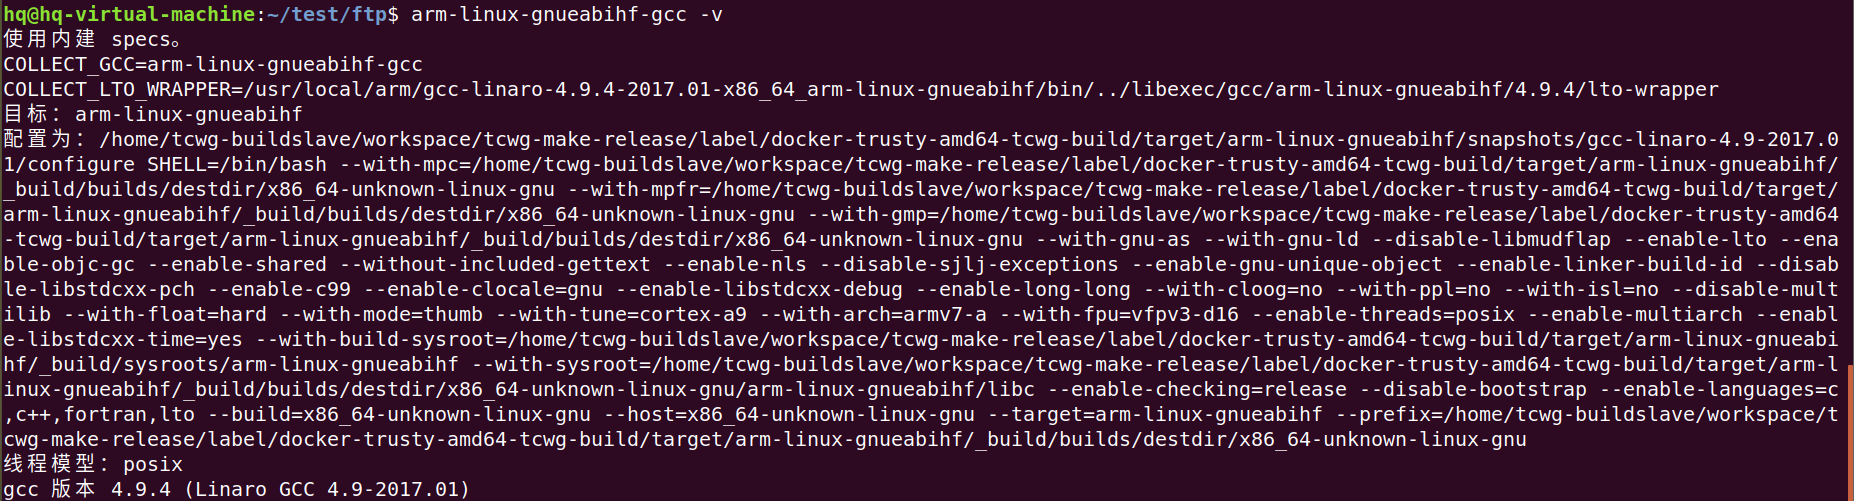 hq@hq-virtual-machine:~/test/ftp$ arm-linux-gnueabihf-gcc -v
使用内建 specs。
COLLECT_GCC=arm-linux-gnueabihf-gcc
COLLECT_LTO_WRAPPER=/usr/local/arm/gcc-linaro-4.9.4-2017.01-x86_64_arm-linux-gnueabihf/bin/../libexec/gcc/arm-linux-gnueabihf/4.9.4/lto-wrapper
目标：arm-linux-gnueabihf
配置为：/home/tcwg-buildslave/workspace/tcwg-make-release/label/docker-trusty-amd64-tcwg-build/target/arm-linux-gnueabihf/snapshots/gcc-linaro-4.9-2017.0
1/configure SHELL=/bin/bash --with-mpc=/home/tcwg-buildslave/workspace/tcwg-make-release/label/docker-trusty-amd64-tcwg-build/target/arm-linux-gnueabihf/
_build/builds/destdir/x86_64-unknown-linux-gnu --with-mpfr=/home/tcwg-buildslave/workspace/tcwg-make-release/label/docker-trusty-amd64-tcwg-build/target/
arm-linux-gnueabihf/_build/builds/destdir/x86_64-unknown-linux-gnu --with-gmp=/home/tcwg-buildslave/workspace/tcwg-make-release/label/docker-trusty-amd64
-tcwg-build/target/arm-linux-gnueabihf/_build/builds/destdir/x86_64-unknown-linux-gnu --with-gnu-as --with-gnu-ld --disable-libmudflap --enable-lto --ena
ble-objc-gc --enable-shared --without-included-gettext --enable-nls --disable-sjlj-exceptions --enable-gnu-unique-object --enable-linker-build-id --disab
le-libstdcxx-pch --enable-c99 --enable-clocale=gnu --enable-libstdcxx-debug --enable-long-long --with-cloog=no --with-ppl=no --with-isl=no --disable-mult
ilib --with-float=hard --with-mode=thumb --with-tune=cortex-a9 --with-arch=armv7-a --with-fpu=vfpv3-d16 --enable-threads=posix --enable-multiarch --enabl
e-libstdcxx-time=yes --with-build-sysroot=/home/tcwg-buildslave/workspace/tcwg-make-release/label/docker-trusty-amd64-tcwg-build/target/arm-linux-gnueabi
hf/_build/sysroots/arm-linux-gnueabihf --with-sysroot=/home/tcwg-buildslave/workspace/tcwg-make-release/label/docker-trusty-amd64-tcwg-build/target/arm-l
inux-gnueabihf/_build/builds/destdir/x86_64-unknown-linux-gnu/arm-linux-gnueabihf/libc --enable-checking=release --disable-bootstrap --enable-languages=c
,c++,fortran,lto --build=x86_64-unknown-linux-gnu --host=x86_64-unknown-linux-gnu --target=arm-linux-gnueabihf --prefix=/home/tcwg-buildslave/workspace/t
cwg-make-release/label/docker-trusty-amd64-tcwg-build/target/arm-linux-gnueabihf/_build/builds/destdir/x86_64-unknown-linux-gnu
线程模型：posix
gcc 版本 4.9.4 (Linaro GCC 4.9-2017.01)